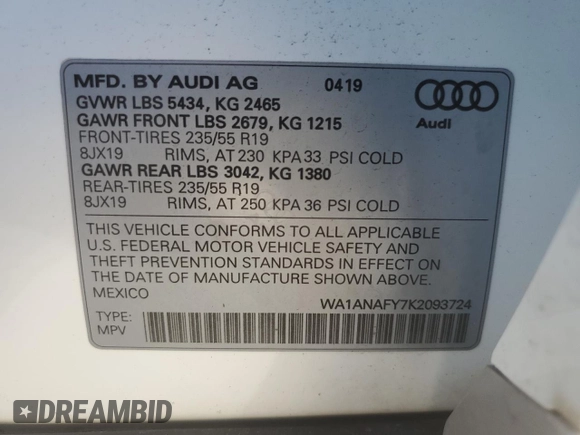 MFD. BY AUDI AG 0419
GVWR LBS 5434, KG 2465
GAWR FRONT LBS 2679, KG 1215
Audi
FRONT-TIRES 235/55 R19
8JX19 RIMS, AT 230 KPA 33 PSI COLD
GAWR REAR LBS 3042, KG 1380
REAR-TIRES 235/55 R19
8JX19 RIMS, AT 250 KPA 36 PSI COLD
THIS VEHICLE CONFORMS TO ALL APPLICABLE
U.S. FEDERAL MOTOR VEHICLE SAFETY AND
THEFT PREVENTION STANDARDS IN EFFECT ON
THE DATE OF MANUFACTURE SHOWN ABOVE.
MEXICO
WA1ANAFY7K2093724
TYPE:
MPV
DREAMBID